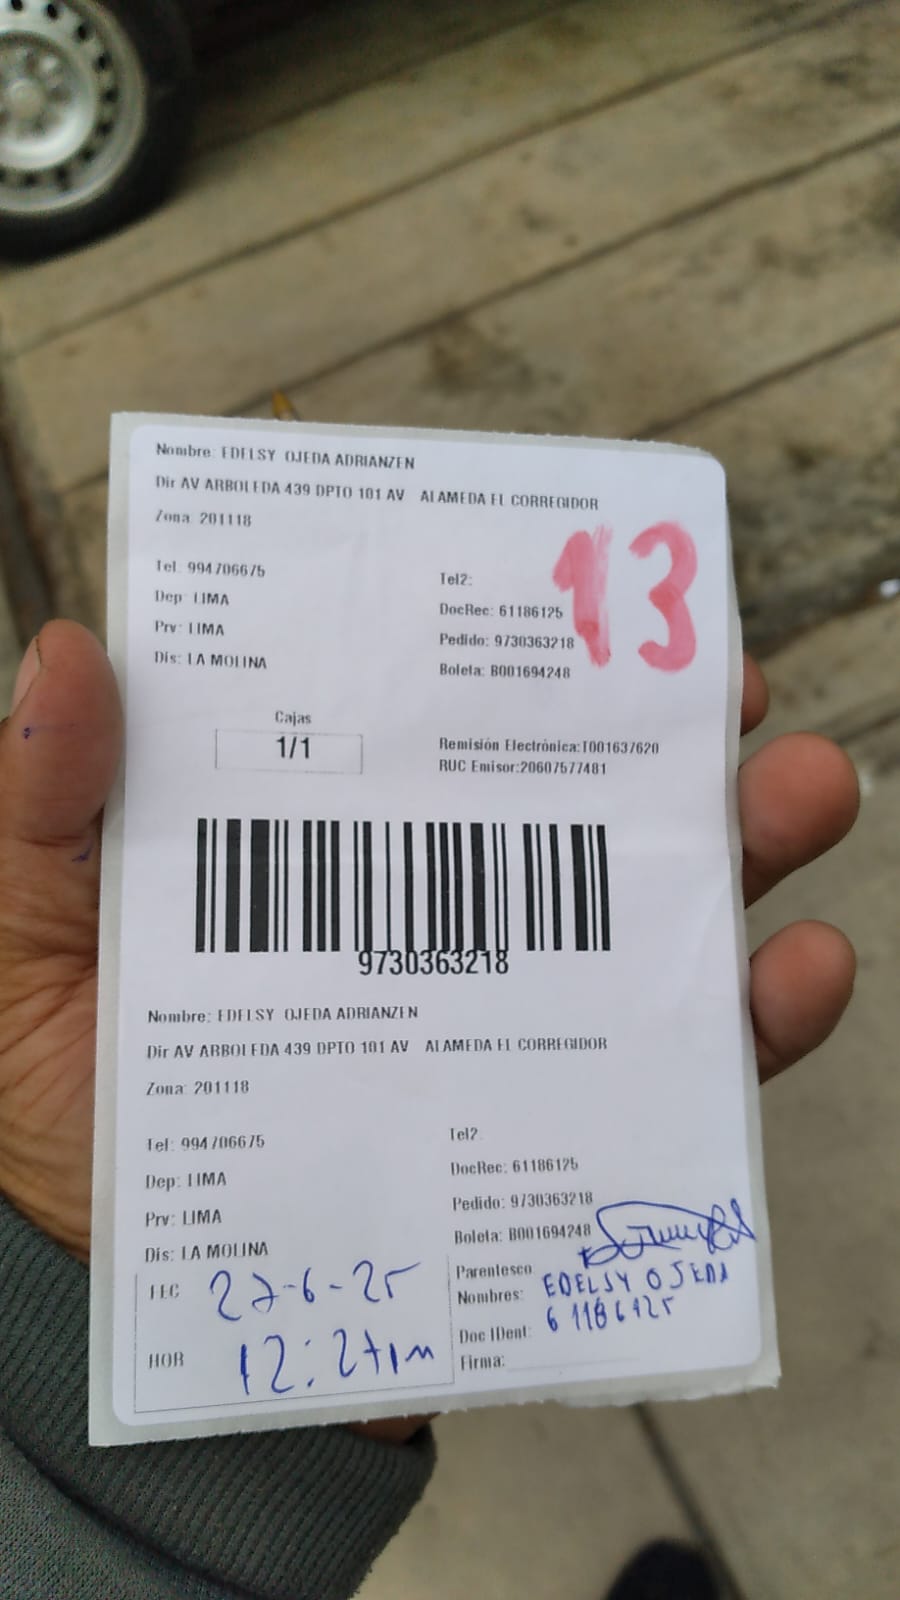 Nombre: EDELSY OJEDA ADRIANZEN
Dir AV ARBOLEDA 439 DPTO 101 AV ALAMEDA EL CORREGIDOR
Zona: 201118
13
Tel: 994706675
Tel2:
Dep: LIMA
DocRec: 61186125
Prv: LIMA
Pedido: 9730363218
Dis: LA MOLINA
Boleta: B001694248
Cajas
1/1
Remisión Electrónica:T001637620
RUC Emisor:20607577481
9730363218
Nombre: EDELSY OJEDA ADRIANZEN
Dir AV ARBOLEDA 439 DPTO 101 AV ALAMEDA EL CORREGIDOR
Zona: 201118
Tel: 994706675
Tel2:
Dep: LIMA
DocRec: 61186125
Prv: LIMA
Pedido: 9730363218
Dis: LA MOLINA
Boleta: B001694248
FEC 27-6-25
Parentesco
Nombres: EDELSY OJEDA
HOR 12:27pm
Doc IDent: 61186125
Firma: